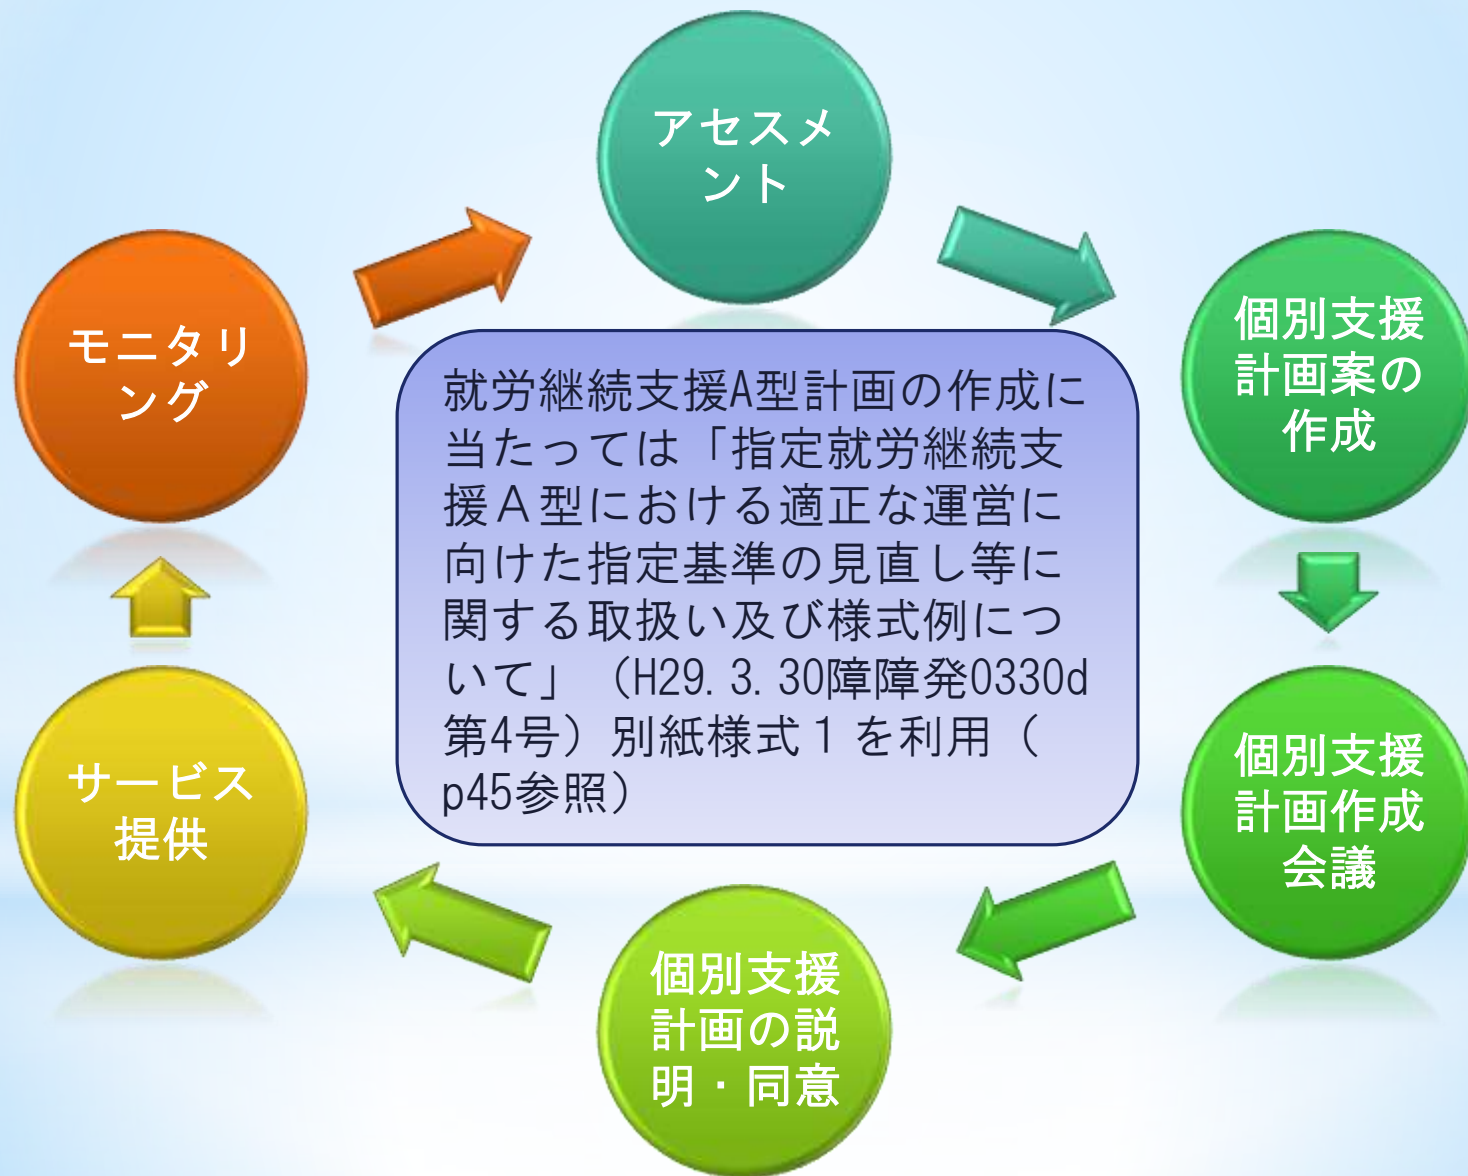 アセスメ
ント
個別支援
計画案の
作成
個別支援
計画作成
会議
個別支援
計画の説
明・同意
サービス
提供
モニタリ
ング
就労継続支援A型計画の作成に
当たっては「指定就労継続支
援Ａ型における適正な運営に
向けた指定基準の見直し等に
関する取扱い及び様式例につ
いて」（H29.3.30障障発0330d
第4号）別紙様式１を利用（
p45参照）